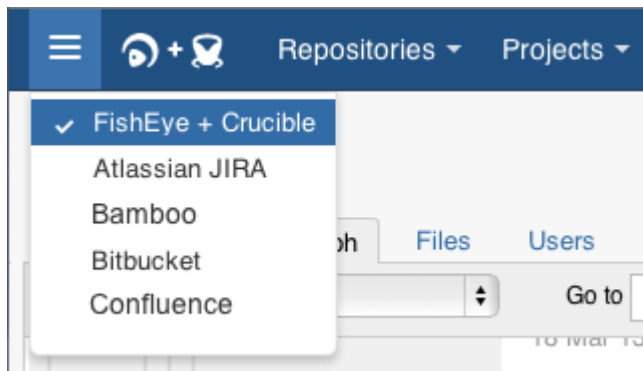 + Repositories Projects
FishEye + Crucible
Atlassian JIRA
Bamboo
Bitbucket
Confluence
Files Users
Go to